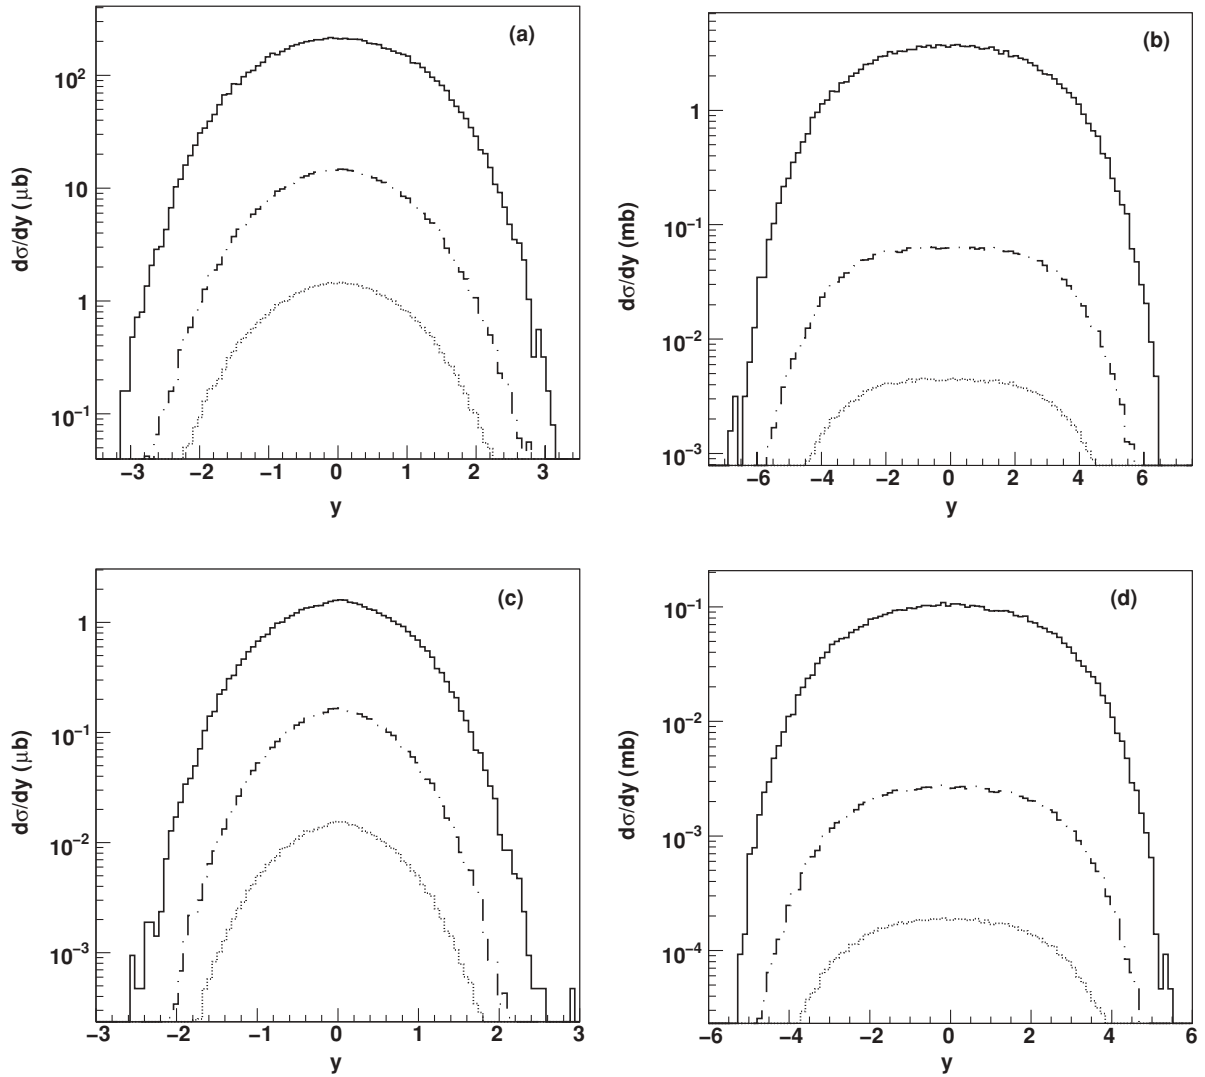 (a)
10²
10
1
10⁻¹
dσ/dy (μb)
−3 −2 −1 0 1 2 3
y
(b)
1
10⁻¹
10⁻²
10⁻³
dσ/dy (mb)
−6 −4 −2 0 2 4 6
y
(c)
1
10⁻¹
10⁻²
10⁻³
dσ/dy (μb)
−3 −2 −1 0 1 2 3
y
(d)
10⁻¹
10⁻²
10⁻³
10⁻⁴
dσ/dy (mb)
−6 −4 −2 0 2 4 6
y